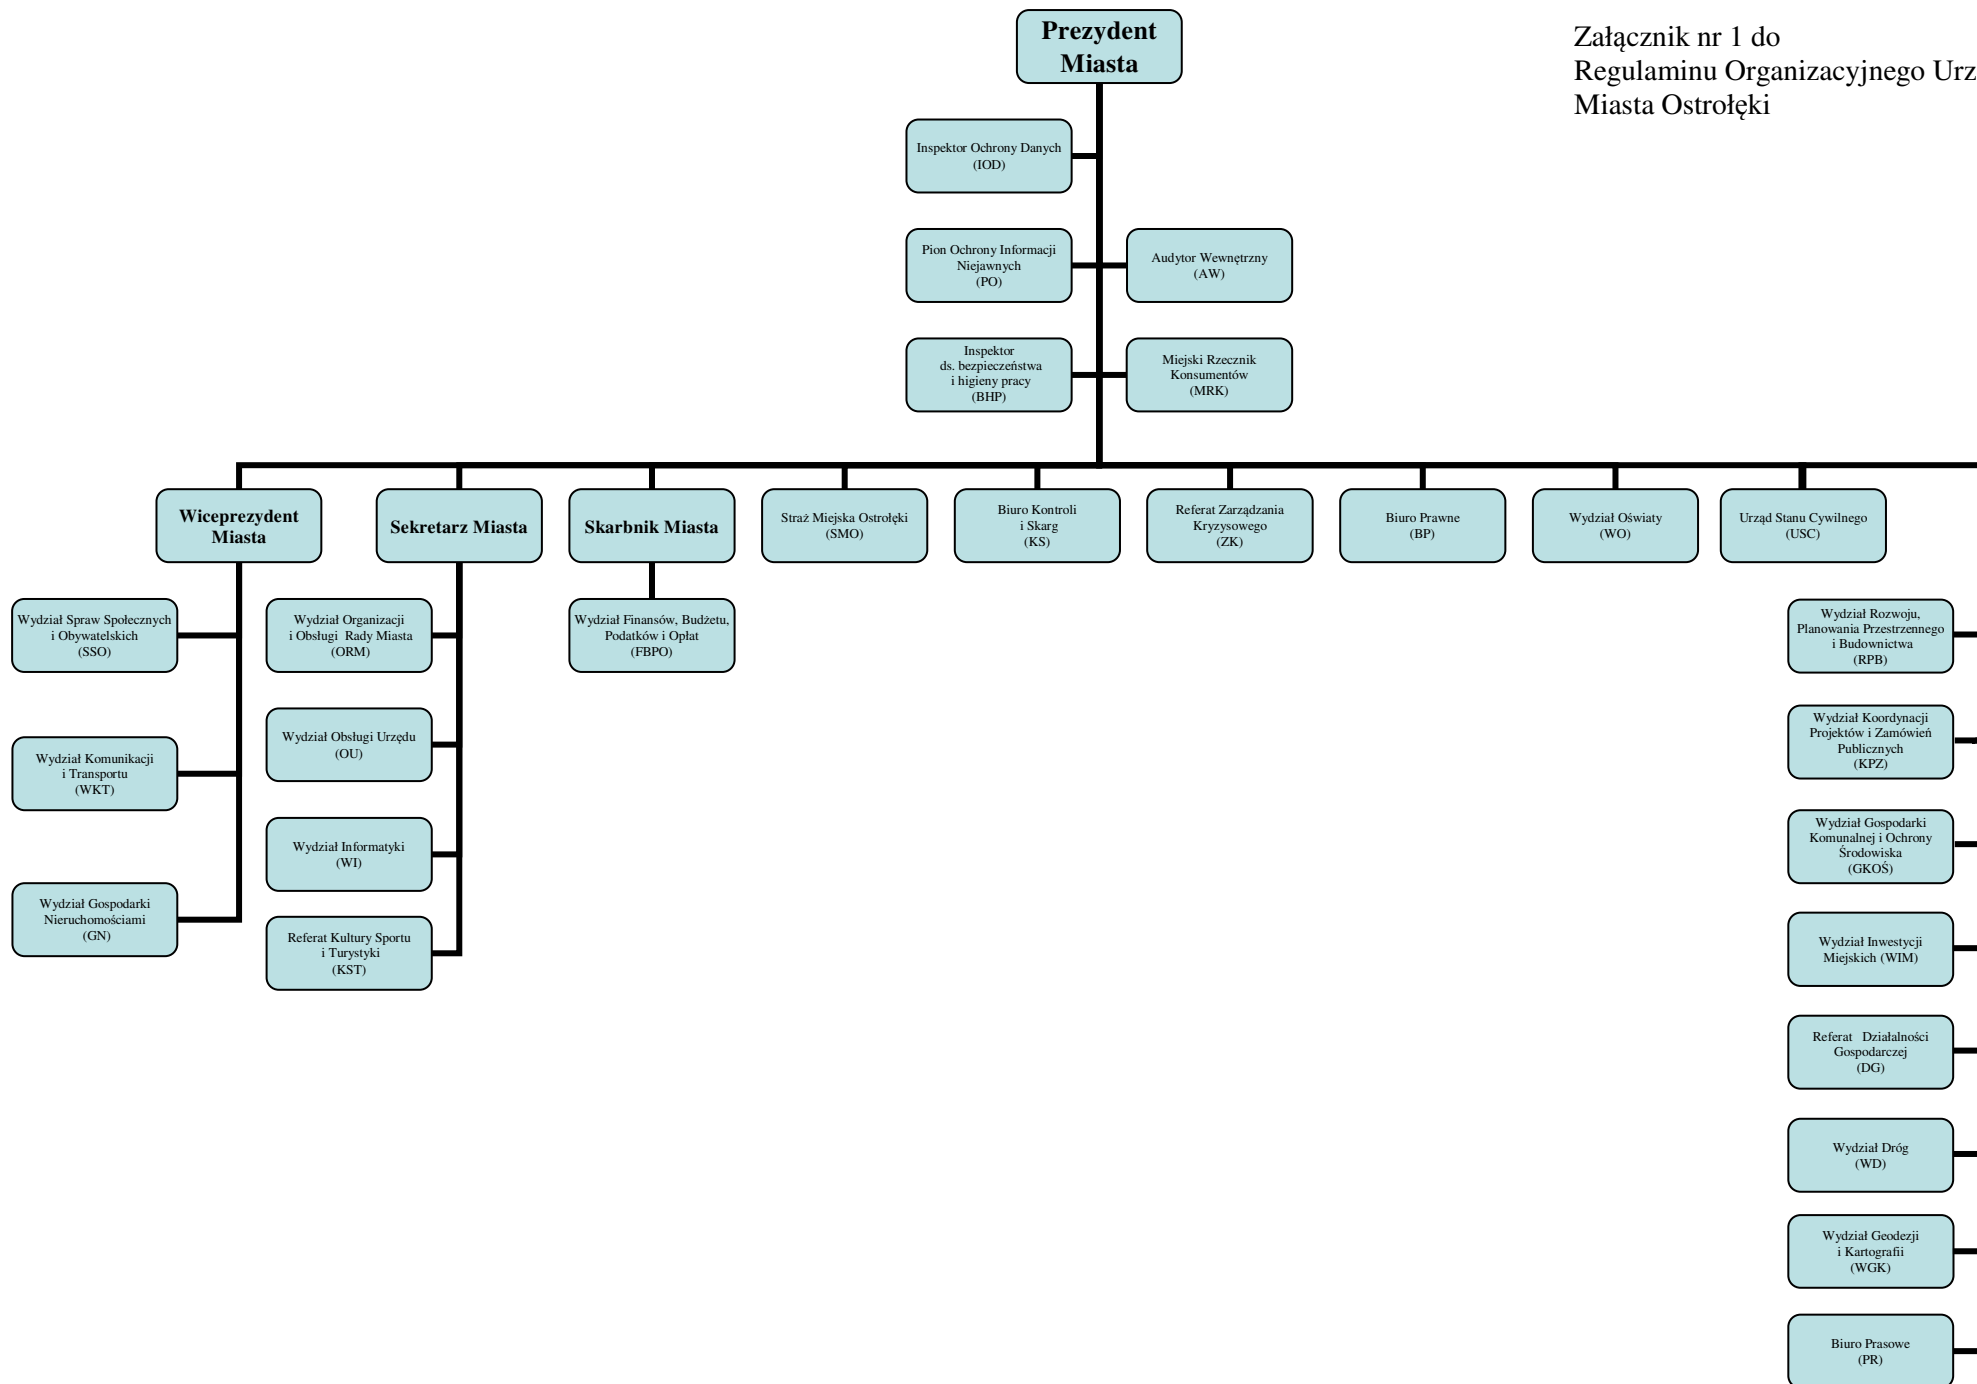 Prezydent
Miasta
Załącznik nr 1 do
Regulaminu Organizacyjnego Urz
Miasta Ostrołęki
Inspektor Ochrony Danych
(IOD)
Pion Ochrony Informacji
Niejawnych
(PO)
Audytor Wewnętrzny
(AW)
Inspektor
ds. bezpieczeństwa
i higieny pracy
(BHP)
Miejski Rzecznik
Konsumentów
(MRK)
Wiceprezydent
Miasta
Sekretarz Miasta
Skarbnik Miasta
Straż Miejska Ostrołęki
(SMO)
Biuro Kontroli
i Skarg
(KS)
Referat Zarządzania
Kryzysowego
(ZK)
Biuro Prawne
(BP)
Wydział Oświaty
(WO)
Urząd Stanu Cywilnego
(USC)
Wydział Spraw Społecznych
i Obywatelskich
(SSO)
Wydział Komunikacji
i Transportu
(WKT)
Wydział Gospodarki
Nieruchomościami
(GN)
Wydział Organizacji
i Obsługi Rady Miasta
(ORM)
Wydział Obsługi Urzędu
(OU)
Wydział Informatyki
(WI)
Referat Kultury Sportu
i Turystyki
(KST)
Wydział Finansów, Budżetu,
Podatków i Opłat
(FBPO)
Wydział Rozwoju,
Planowania Przestrzennego
i Budownictwa
(RPB)
Wydział Koordynacji
Projektów i Zamówień
Publicznych
(KPZ)
Wydział Gospodarki
Komunalnej i Ochrony
Środowiska
(GKOŚ)
Wydział Inwestycji
Miejskich (WIM)
Referat Działalności
Gospodarczej
(DG)
Wydział Dróg
(WD)
Wydział Geodezji
i Kartografii
(WGK)
Biuro Prasowe
(PR)